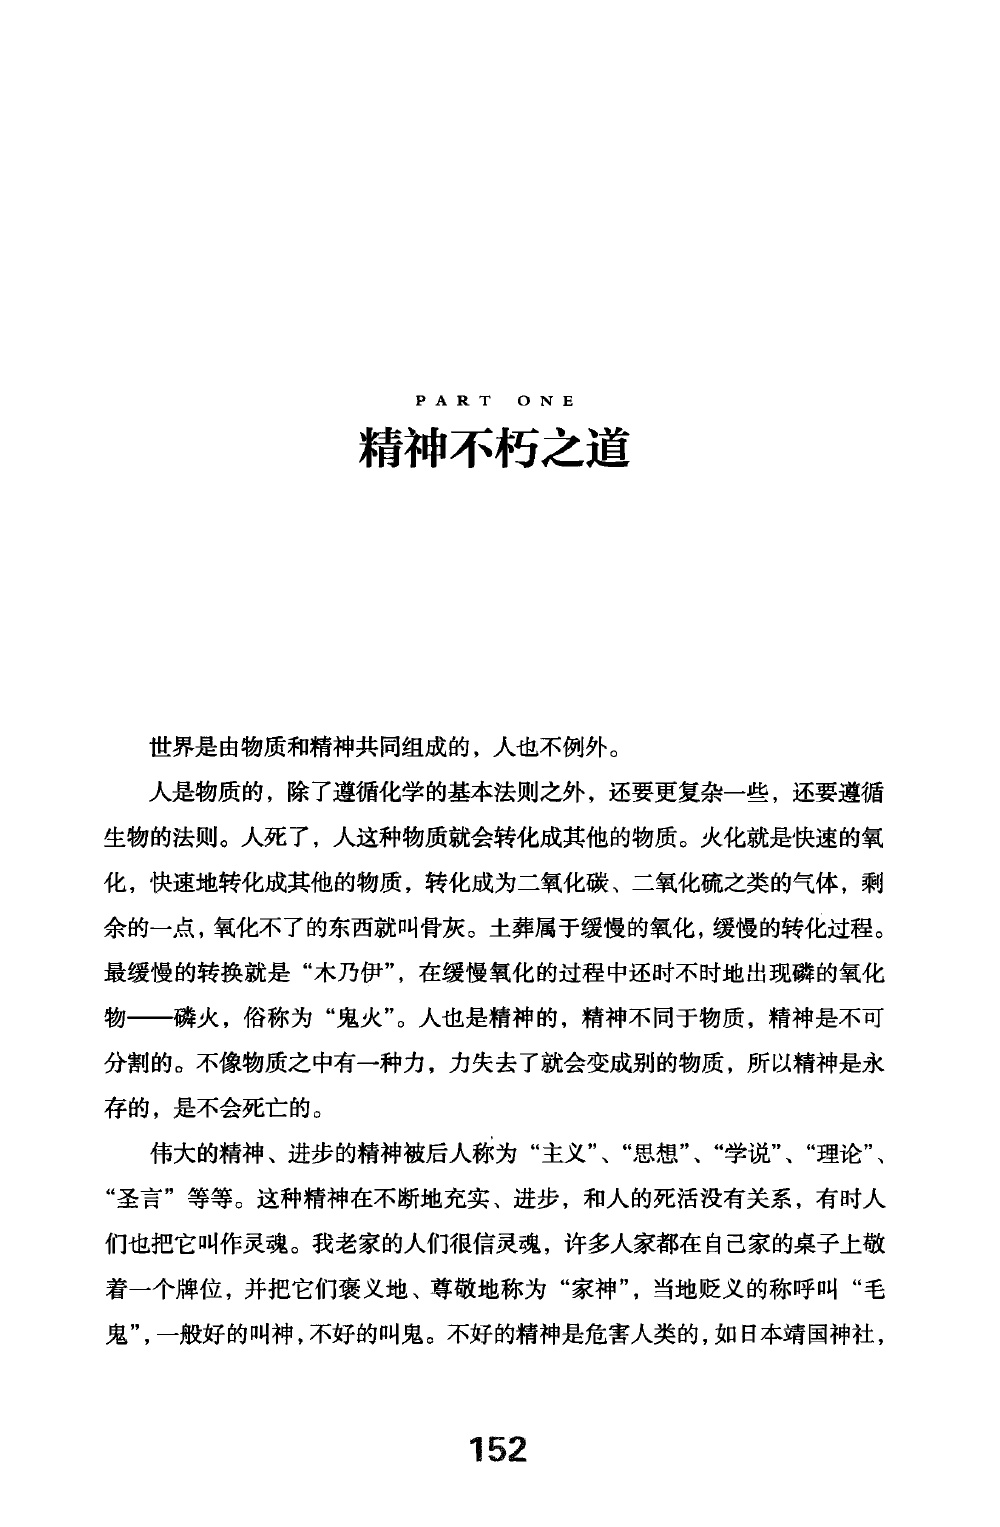 PART ONE
精神不朽之道
世界是由物质和精神共同组成的，人也不例外。
人是物质的，除了遵循化学的基本法则之外，还要更复杂一些，还要遵循
生物的法则。人死了，人这种物质就会转化成其他的物质。火化就是快速的氧
化，快速地转化成其他的物质，转化成为二氧化碳、二氧化硫之类的气体，剩
余的一点，氧化不了的东西就叫骨灰。土葬属于缓慢的氧化，缓慢的转化过程。
最缓慢的转换就是“木乃伊”，在缓慢氧化的过程中还时不时地出现磷的氧化
物——磷火，俗称为“鬼火”。人也是精神的，精神不同于物质，精神是不可
分割的。不像物质之中有一种力，力失去了就会变成别的物质，所以精神是永
存的，是不会死亡的。
伟大的精神、进步的精神被后人称为“主义”、“思想”、“学说”、“理论”、
“圣言”等等。这种精神在不断地充实、进步，和人的死活没有关系，有时人
们也把它叫作灵魂。我老家的人们很信灵魂，许多人家都在自己家的桌子上敬
着一个牌位，并把它们褒义地、尊敬地称为“家神”，当地贬义的称呼叫“毛
鬼”，一般好的叫神，不好的叫鬼。不好的精神是危害人类的，如日本靖国神社，
152